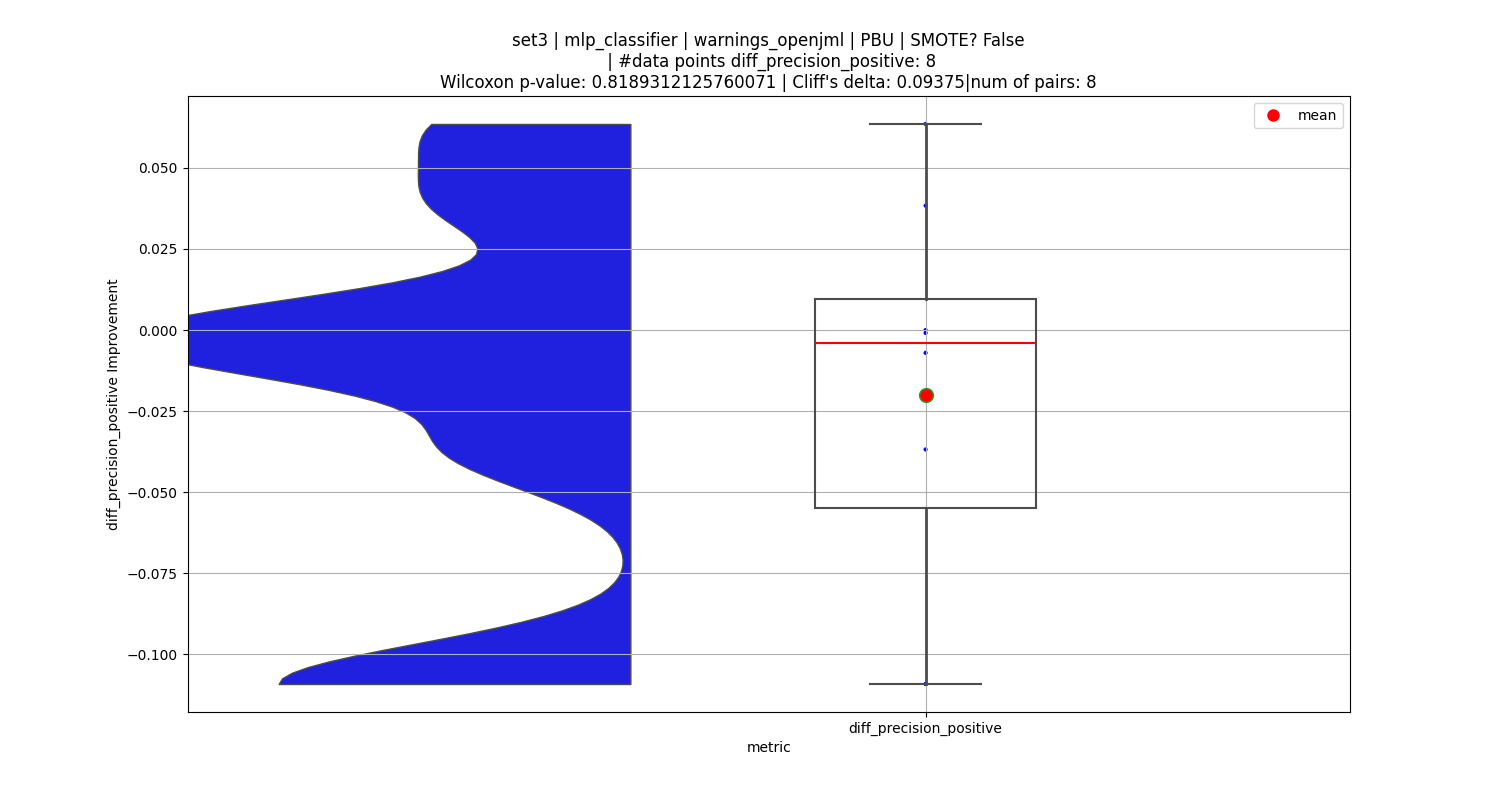 set3 | mlp_classifier | warnings_openjml | PBU | SMOTE? False
| #data points diff_precision_positive: 8
Wilcoxon p-value: 0.8189312125760071 | Cliff's delta: 0.09375|num of pairs: 8
mean
0.050
0.025
0.000
−0.025
−0.050
−0.075
−0.100
diff_precision_positive Improvement
diff_precision_positive
metric